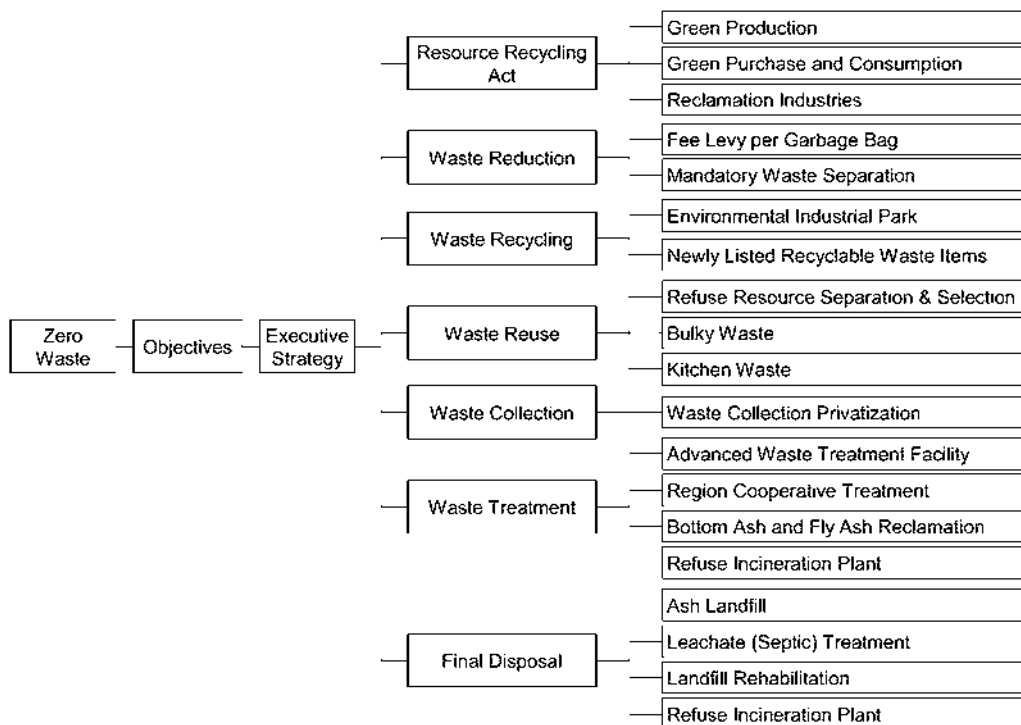 Zero
Waste
Objectives
Executive
Strategy
Resource Recycling
Act
Green Production
Green Purchase and Consumption
Reclamation Industries
Waste Reduction
Fee Levy per Garbage Bag
Mandatory Waste Separation
Waste Recycling
Environmental Industrial Park
Newly Listed Recyclable Waste Items
Waste Reuse
Refuse Resource Separation & Selection
Bulky Waste
Kitchen Waste
Waste Collection
Waste Collection Privatization
Waste Treatment
Advanced Waste Treatment Facility
Region Cooperative Treatment
Bottom Ash and Fly Ash Reclamation
Refuse Incineration Plant
Final Disposal
Ash Landfill
Leachate (Septic) Treatment
Landfill Rehabilitation
Refuse Incineration Plant